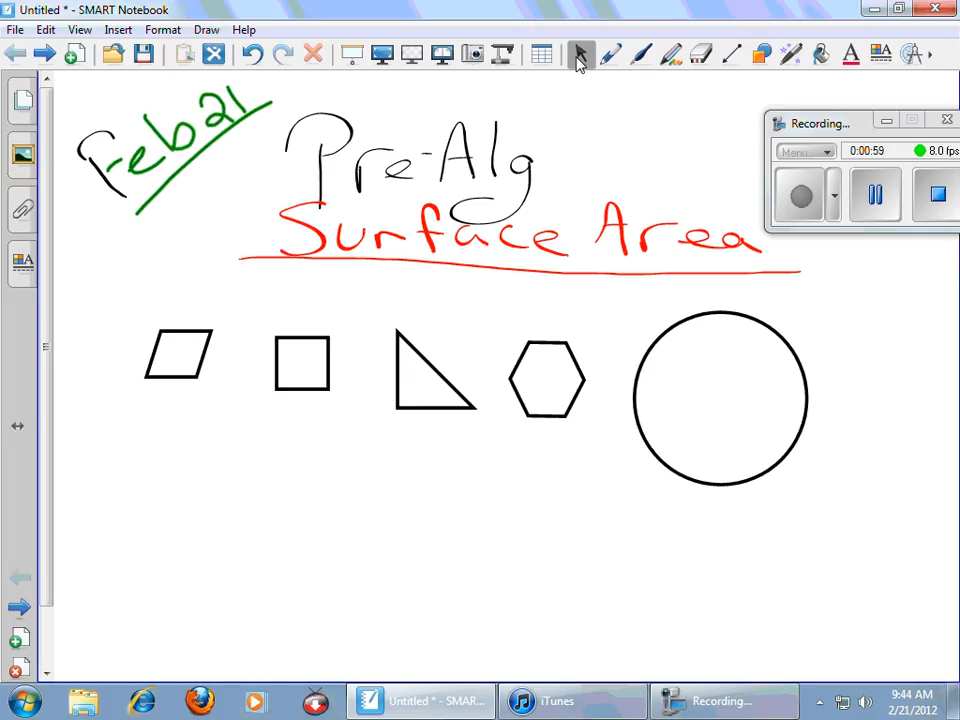 Untitled * - SMART Notebook
File Edit View Insert Format Draw Help
Feb 21
Pre-Alg
Surface Area
Recording...
Menu 0:00:59 8.0 fps
Untitled * - SMAR... iTunes Recording... 9:44 AM
2/21/2012